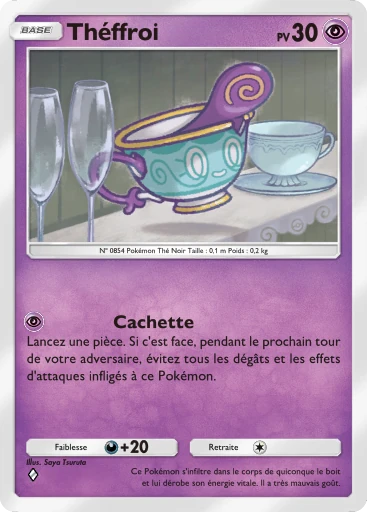 BASE Théffroi PV 30
N° 0854 Pokémon Thé Noir Taille : 0,1 m Poids : 0,2 kg
Cachette
Lancez une pièce. Si c'est face, pendant le prochain tour
de votre adversaire, évitez tous les dégâts et les effets
d'attaques infligés à ce Pokémon.
Faiblesse +20 Retraite
Illus. Saya Tsuruta
Ce Pokémon s'infiltre dans le corps de quiconque le boit
et lui dérobe son énergie vitale. Il a très mauvais goût.